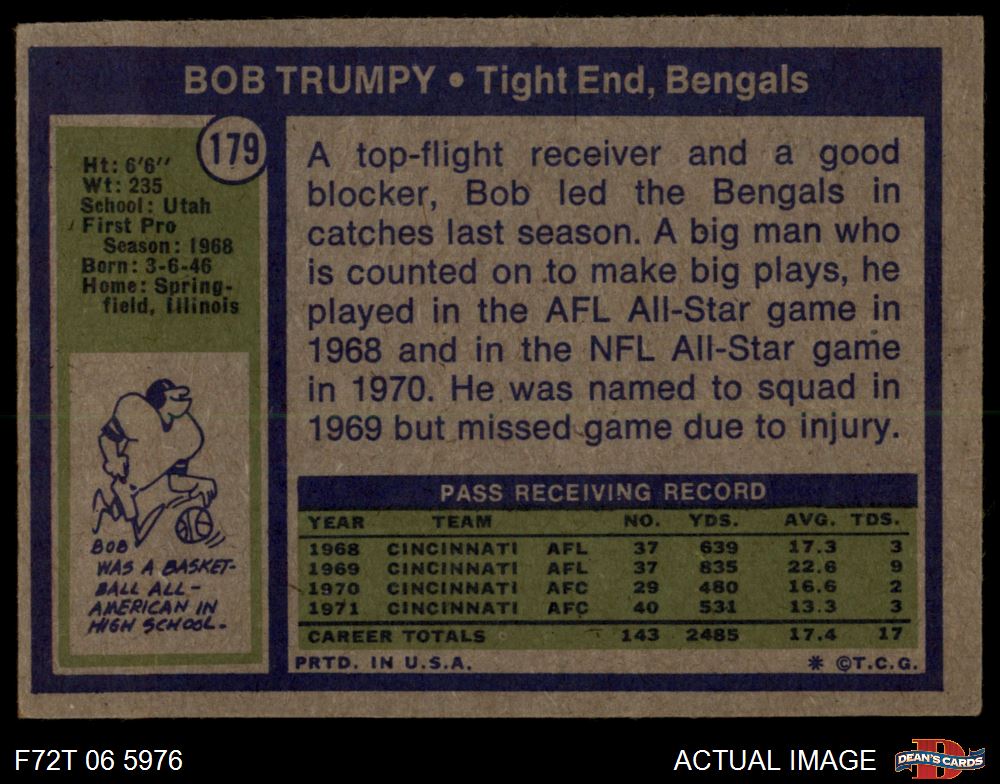 BOB TRUMPY • Tight End, Bengals
179
Ht: 6'6''
Wt: 235
School: Utah
First Pro
Season: 1968
Born: 3-6-46
Home: Spring-
field, Illinois
BOB
WAS A BASKET-
BALL ALL-
AMERICAN IN
HIGH SCHOOL.
A top-flight receiver and a good
blocker, Bob led the Bengals in
catches last season. A big man who
is counted on to make big plays, he
played in the AFL All-Star game in
1968 and in the NFL All-Star game
in 1970. He was named to squad in
1969 but missed game due to injury.
PASS RECEIVING RECORD
YEAR TEAM NO. YDS. AVG. TDS.
1968 CINCINNATI AFL 37 639 17.3 3
1969 CINCINNATI AFL 37 835 22.6 9
1970 CINCINNATI AFC 29 480 16.6 2
1971 CINCINNATI AFC 40 531 13.3 3
CAREER TOTALS 143 2485 17.4 17
PRTD. IN U.S.A. * ©T.C.G.
F72T 06 5976 ACTUAL IMAGE D DEAN'S CARDS